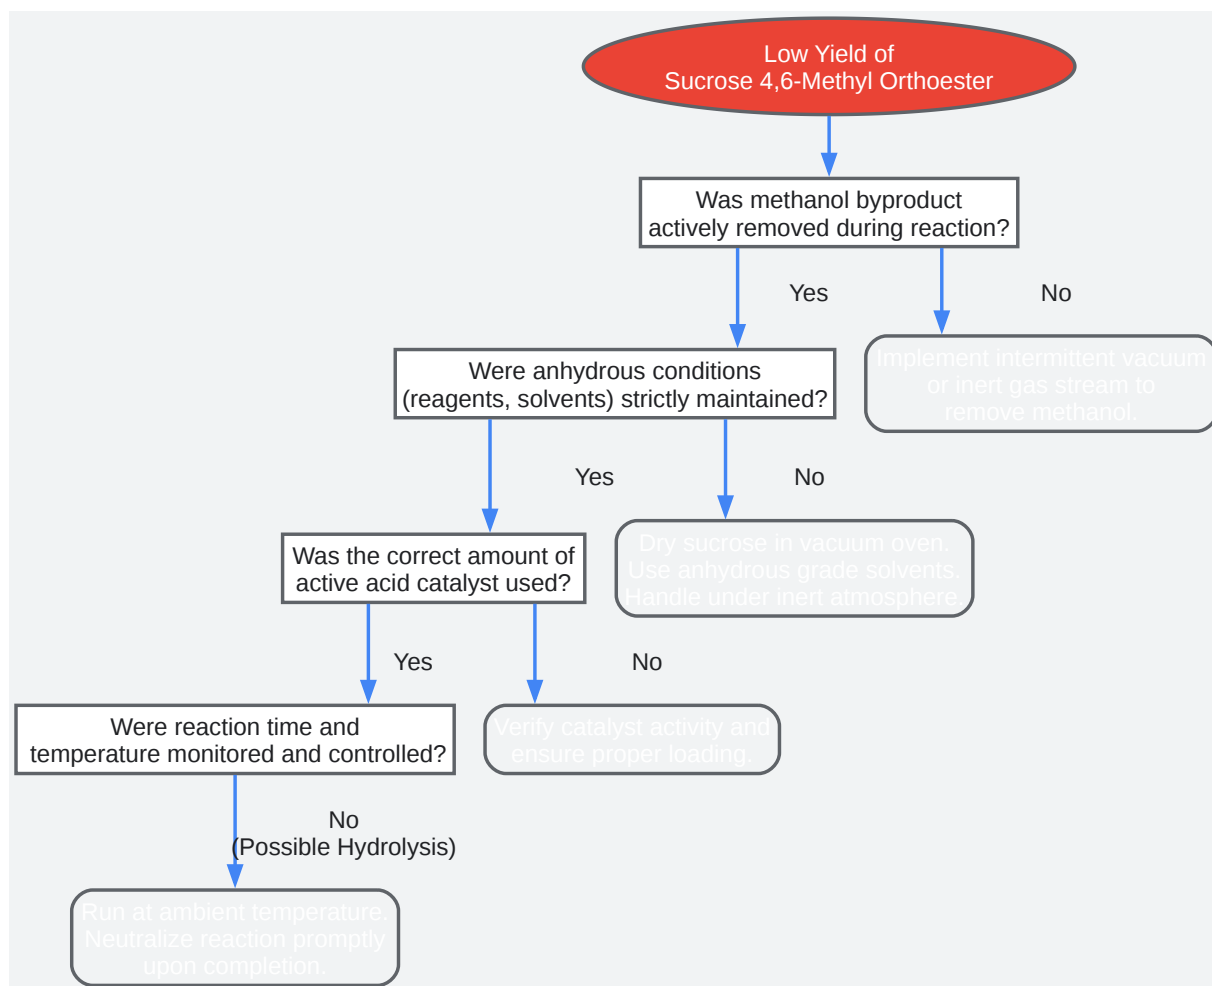 Low Yield of
Sucrose 4,6-Methyl Orthoester
Was methanol byproduct
actively removed during reaction?
Yes
No
Implement intermittent vacuum
or inert gas stream to
remove methanol.
Were anhydrous conditions
(reagents, solvents) strictly maintained?
Yes
No
Dry sucrose in vacuum oven.
Use anhydrous grade solvents.
Handle under inert atmosphere.
Was the correct amount of
active acid catalyst used?
Yes
No
Verify catalyst activity and
ensure proper loading.
Were reaction time and
temperature monitored and controlled?
No
(Possible Hydrolysis)
Run at ambient temperature.
Neutralize reaction promptly
upon completion.